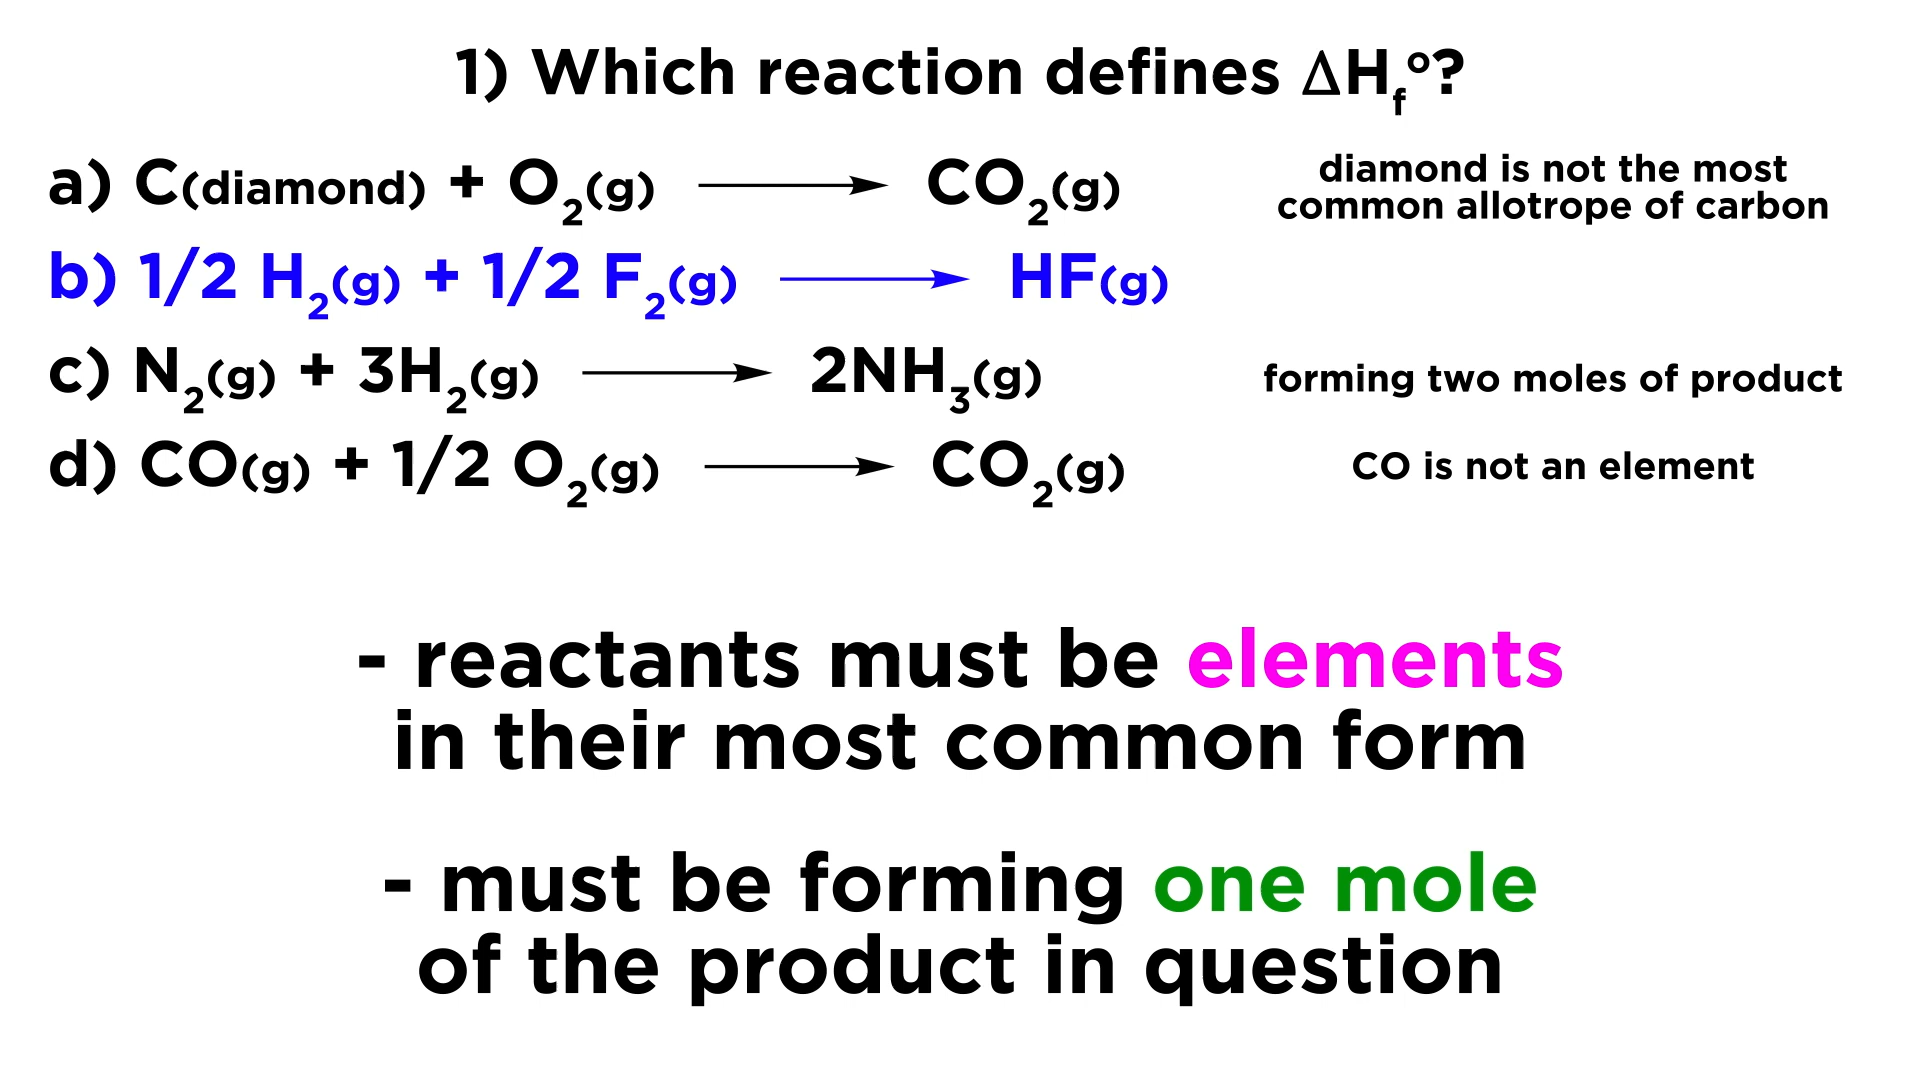 1) Which reaction defines ΔHf°?
a) C(diamond) + O₂(g) ⟶ CO₂(g)
diamond is not the most
common allotrope of carbon
b) 1/2 H₂(g) + 1/2 F₂(g) ⟶ HF(g)
c) N₂(g) + 3H₂(g) ⟶ 2NH₃(g)
forming two moles of product
d) CO(g) + 1/2 O₂(g) ⟶ CO₂(g)
CO is not an element
- reactants must be elements
in their most common form
- must be forming one mole
of the product in question